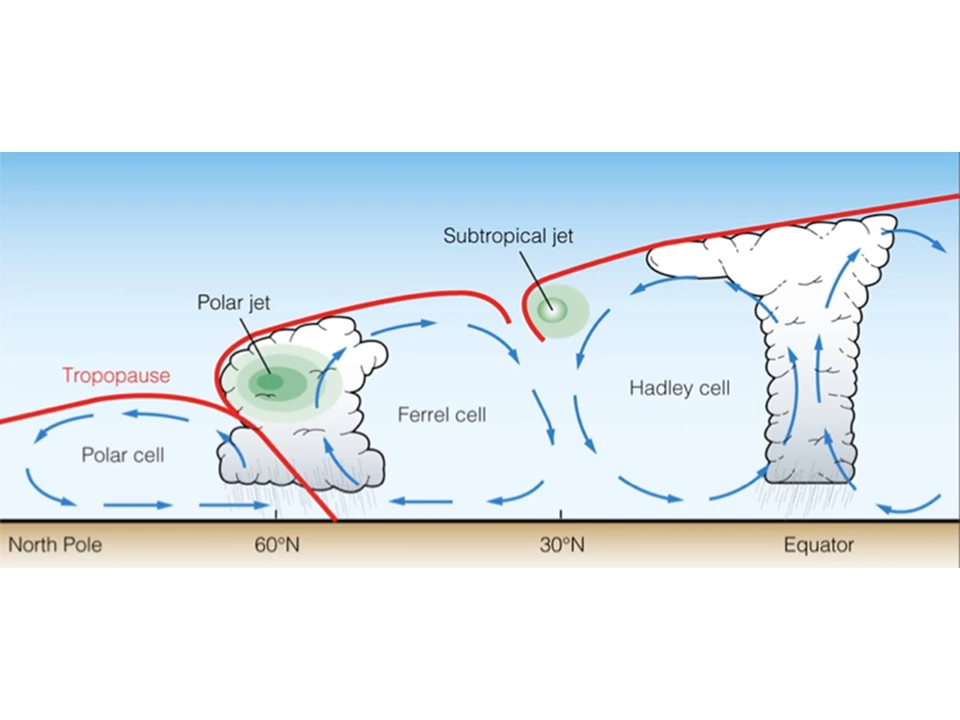 Subtropical jet
Polar jet
Tropopause
Hadley cell
Ferrel cell
Polar cell
North Pole
60°N
30°N
Equator